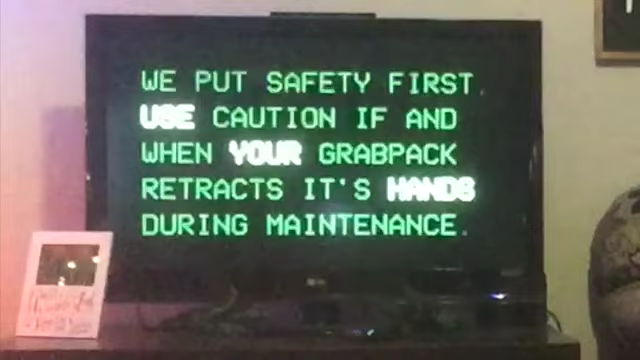 WE PUT SAFETY FIRST.
USE CAUTION IF AND
WHEN YOUR GRABPACK
RETRACTS IT'S HANDS
DURING MAINTENANCE.